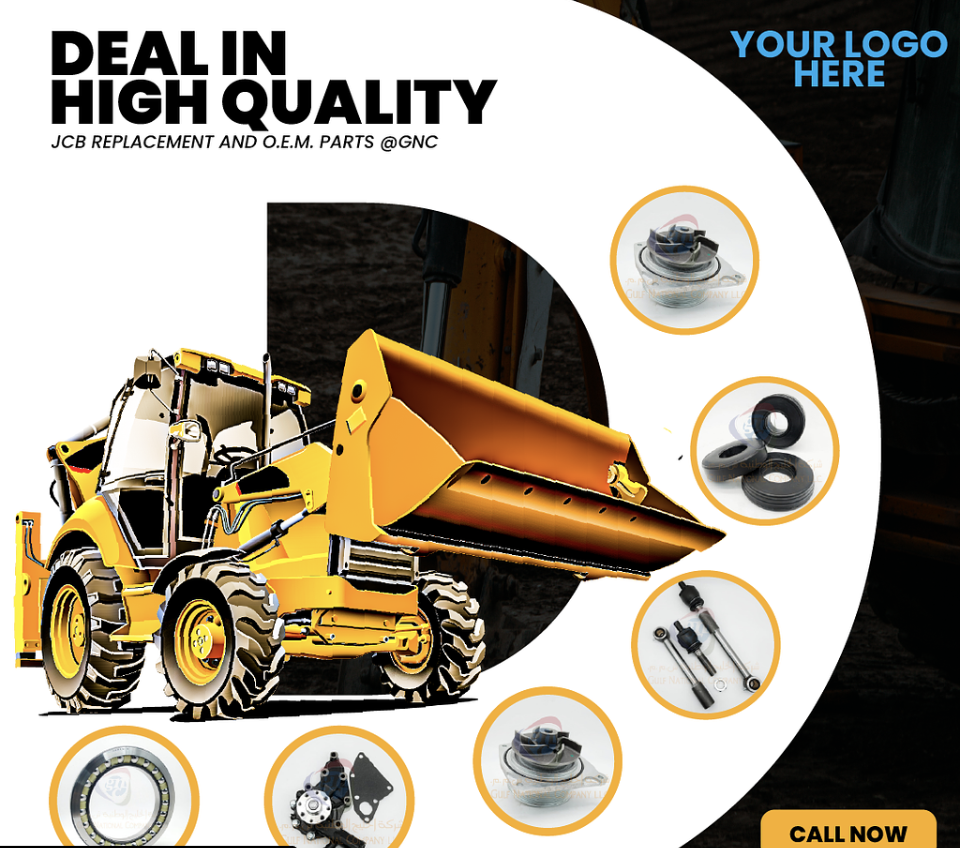 DEAL IN
HIGH QUALITY
JCB REPLACEMENT AND O.E.M. PARTS @GNC
YOUR LOGO
HERE
CALL NOW